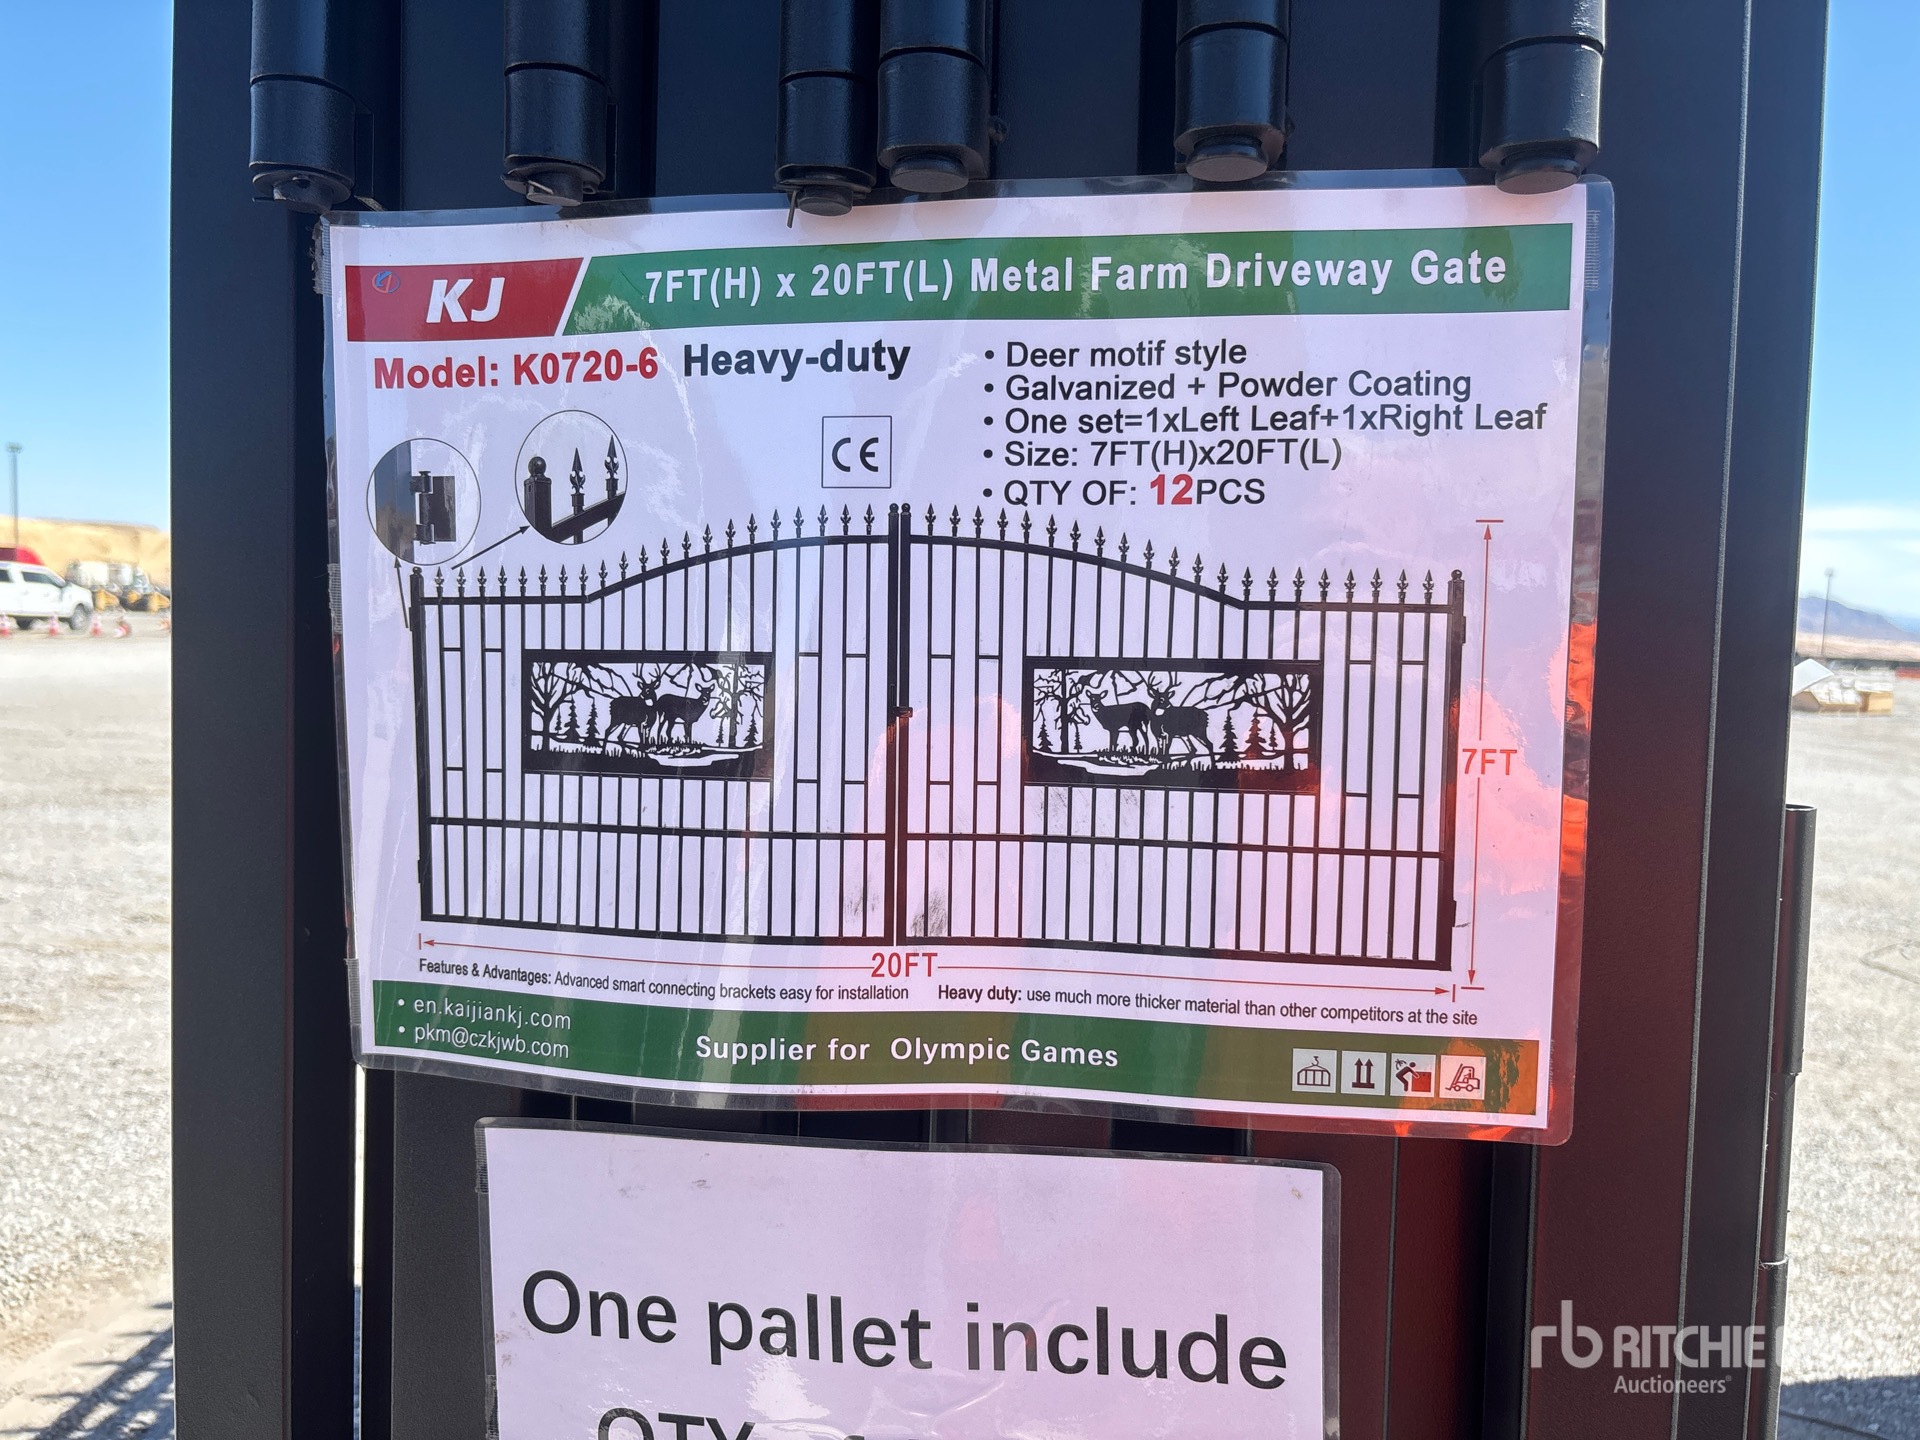 KJ
7FT(H) x 20FT(L) Metal Farm Driveway Gate
Model: K0720-6 Heavy-duty
• Deer motif style
• Galvanized + Powder Coating
• One set=1xLeft Leaf+1xRight Leaf
• Size: 7FT(H)x20FT(L)
• QTY OF: 12PCS
CE
7FT
20FT
Features & Advantages: Advanced smart connecting brackets easy for installation
Heavy duty: use much more thicker material than other competitors at the site
• en.kaijiankj.com
• pkm@czkjwb.com
Supplier for Olympic Games
One pallet include
QTY
rb RITCHIE
Auctioneers®